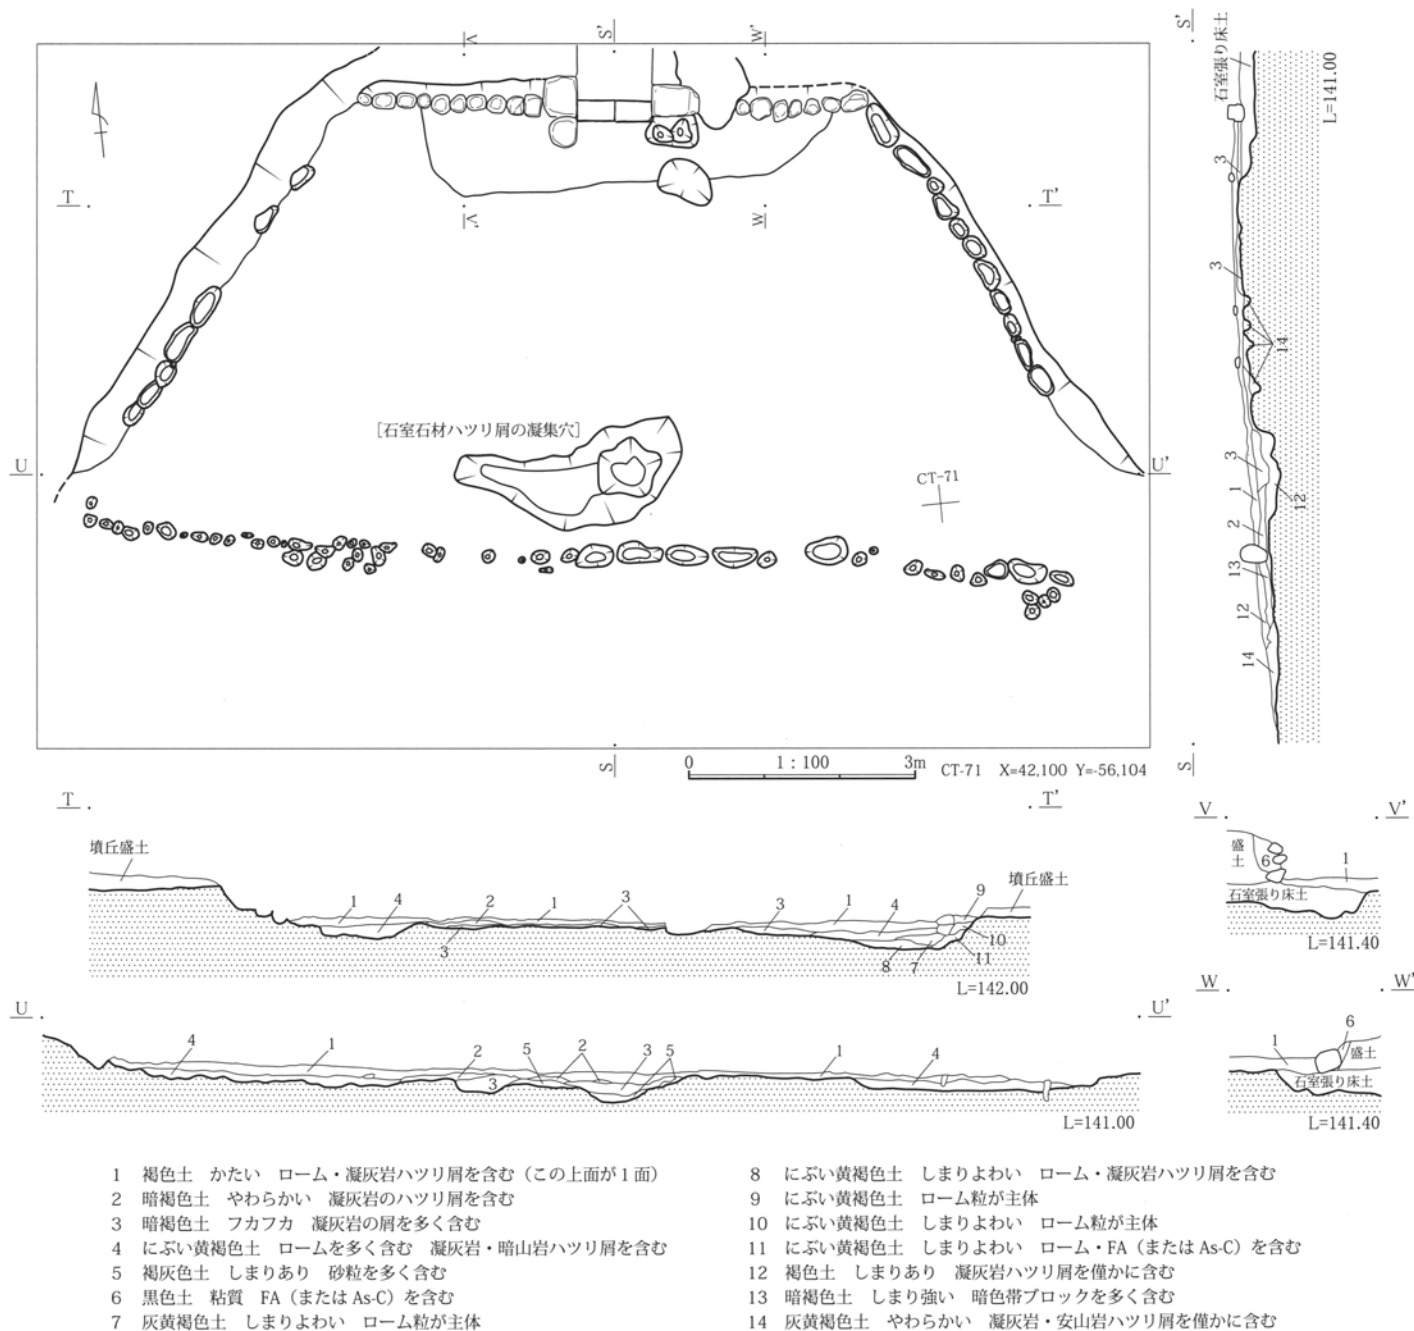 V
S'
W'
T
T'
V'
W
[石室石材ハツリ屑の凝集穴]
U
U'
CT-71
S
0 1:100 3m
CT-71 X=42,100 Y=-56,104
S'
石室張り床土
L=141.00
3
3
14
3
1
2
12
13
12
14
S
T
T'
墳丘盛土
1
4
2
1
3
3
1
4
9
墳丘盛土
3
8
7
10
11
L=142.00
V
V'
盛土
6
1
石室張り床土
L=141.40
U
U'
4
1
2
5
2
3
5
1
4
3
L=141.00
W
W'
6
1
盛土
石室張り床土
L=141.40
1 褐色土 かたい ローム・凝灰岩ハツリ屑を含む(この上面が1面)
2 暗褐色土 やわらかい 凝灰岩のハツリ屑を含む
3 暗褐色土 フカフカ 凝灰岩の屑を多く含む
4 にぶい黄褐色土 ロームを多く含む 凝灰岩・暗山岩ハツリ屑を含む
5 褐灰色土 しまりあり 砂粒を多く含む
6 黒色土 粘質 FA(または As-C)を含む
7 灰黄褐色土 しまりよわい ローム粒が主体
8 にぶい黄褐色土 しまりよわい ローム・凝灰岩ハツリ屑を含む
9 にぶい黄褐色土 ローム粒が主体
10 にぶい黄褐色土 しまりよわい ローム粒が主体
11 にぶい黄褐色土 しまりよわい ローム・FA(または As-C)を含む
12 褐色土 しまりあり 凝灰岩ハツリ屑を僅かに含む
13 暗褐色土 しまり強い 暗色帯ブロックを多く含む
14 灰黄褐色土 やわらかい 凝灰岩・安山岩ハツリ屑を僅かに含む